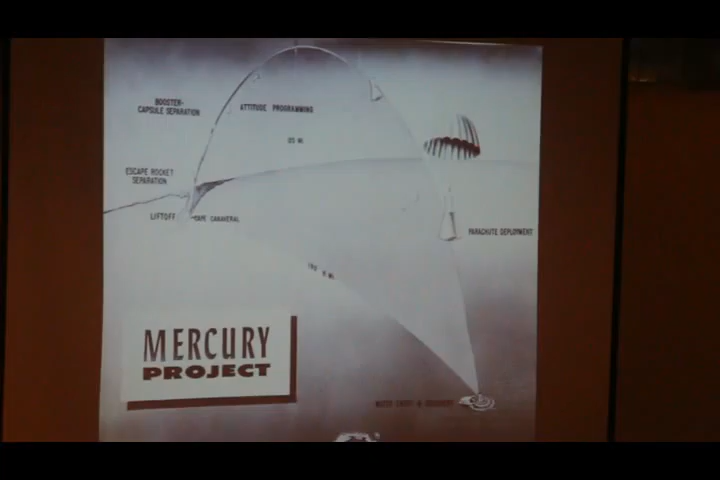 BOOSTER-
CAPSULE SEPARATION
ATTITUDE PROGRAMMING
ESCAPE ROCKET
SEPARATION
LIFTOFF
CAPE CANAVERAL
PARACHUTE DEPLOYMENT
MERCURY
PROJECT